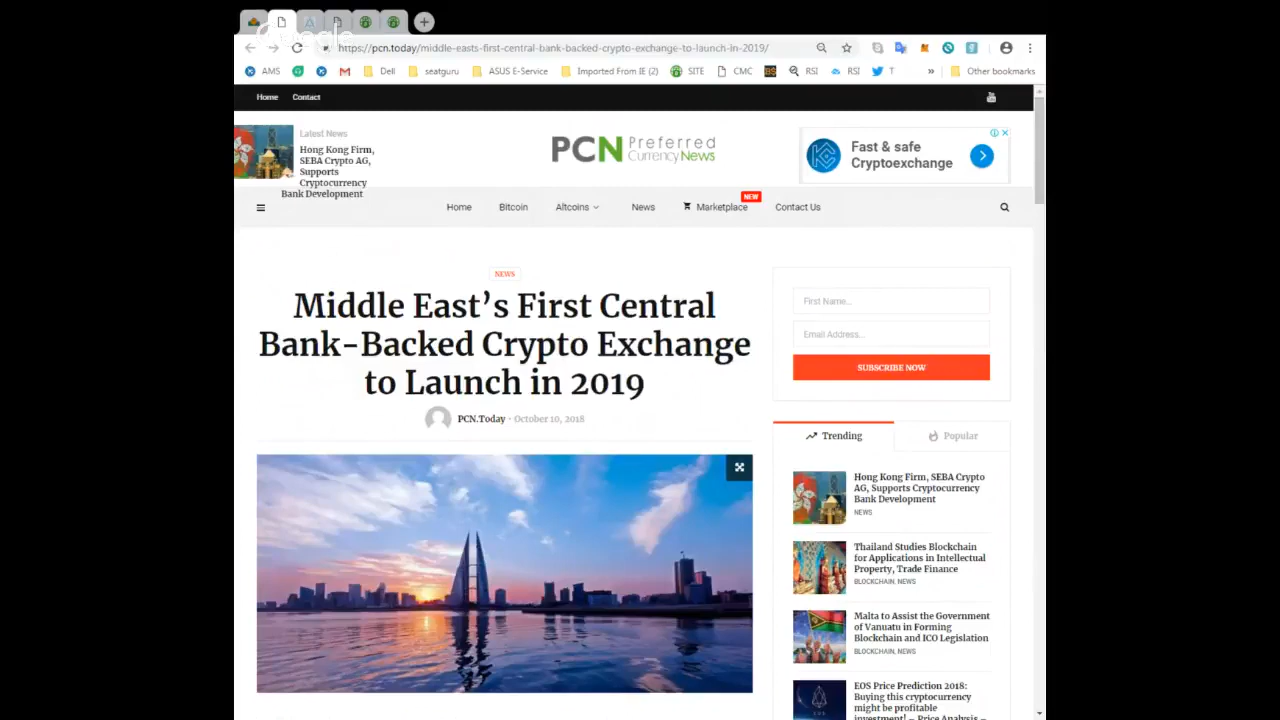 Google
https://pcn.today/middle-easts-first-central-bank-backed-crypto-exchange-to-launch-in-2019/
AMS
Dell
seatguru
ASUS E-Service
Imported From IE (2)
SITE
CMC
RSI
RSI
T
»
Other bookmarks
Home
Contact
Latest News
Hong Kong Firm,
SEBA Crypto AG,
Supports
Cryptocurrency
Bank Development
PCN Preferred
Currency News
Fast & safe
Cryptoexchange
Home
Bitcoin
Altcoins
News
Marketplace
NEW
Contact Us
NEWS
Middle East's First Central
Bank-Backed Crypto Exchange
to Launch in 2019
PCN.Today - October 10, 2018
First Name...
Email Address...
SUBSCRIBE NOW
Trending
Popular
Hong Kong Firm, SEBA Crypto
AG, Supports Cryptocurrency
Bank Development
NEWS
Thailand Studies Blockchain
for Applications in Intellectual
Property, Trade Finance
BLOCKCHAIN, NEWS
Malta to Assist the Government
of Vanuatu in Forming
Blockchain and ICO Legislation
BLOCKCHAIN, NEWS
EOS Price Prediction 2018:
Buying this cryptocurrency
might be profitable
investment! – Price Analysis –